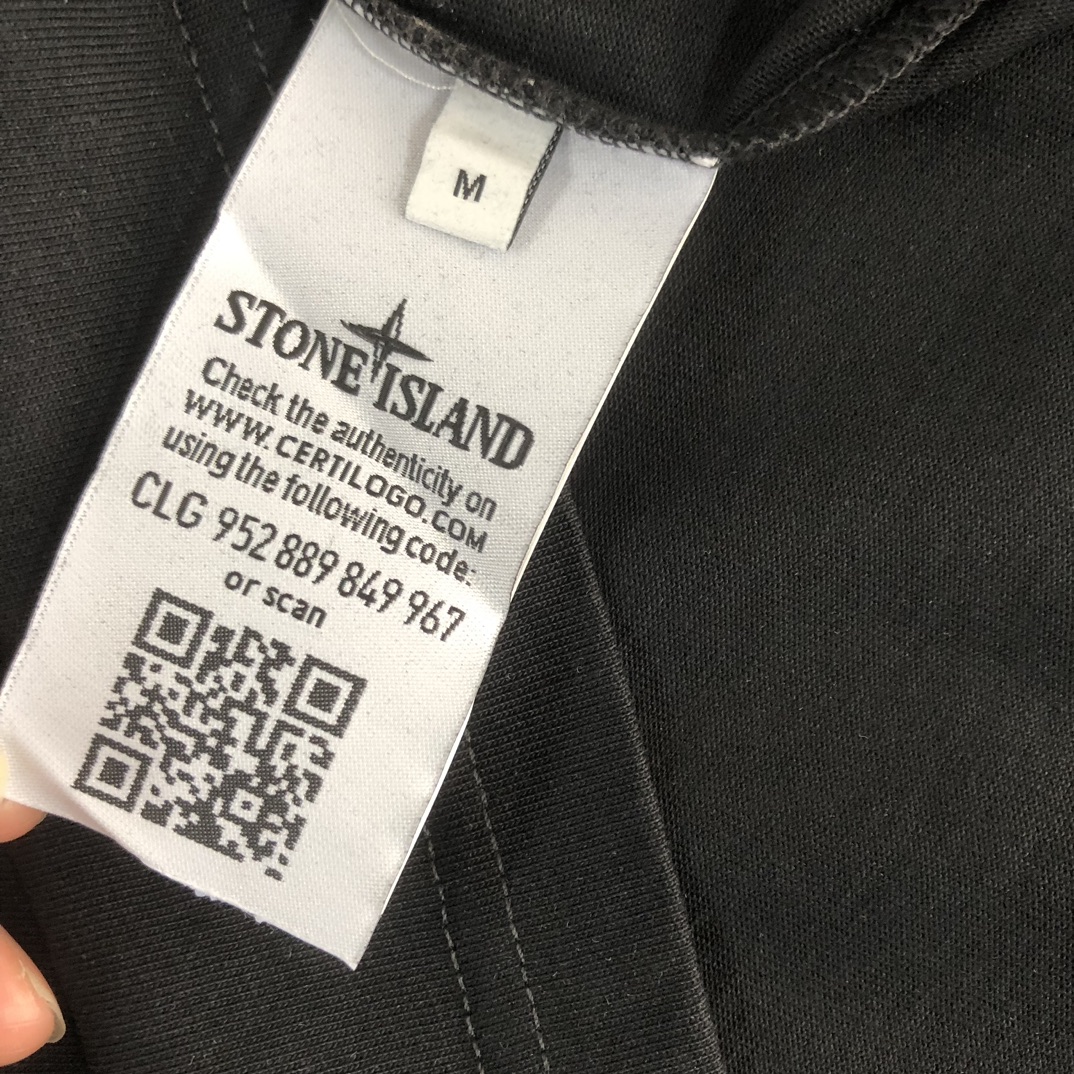 M
STONE ISLAND
Check the authenticity on
WWW.CERTILOGO.COM
using the following code:
CLG 952 889 849 967
or scan